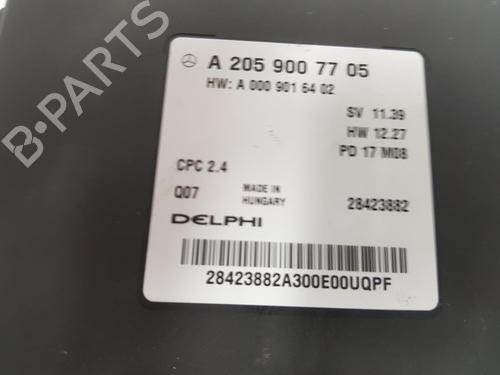 A 205 900 77 05
HW: A 000 901 64 02
SV 11.39
HW 12.27
PD 17 M08
CPC 2.4
Q07
MADE IN
HUNGARY
28423882
DELPHI
28423882A300E00UQPF
B-PARTS